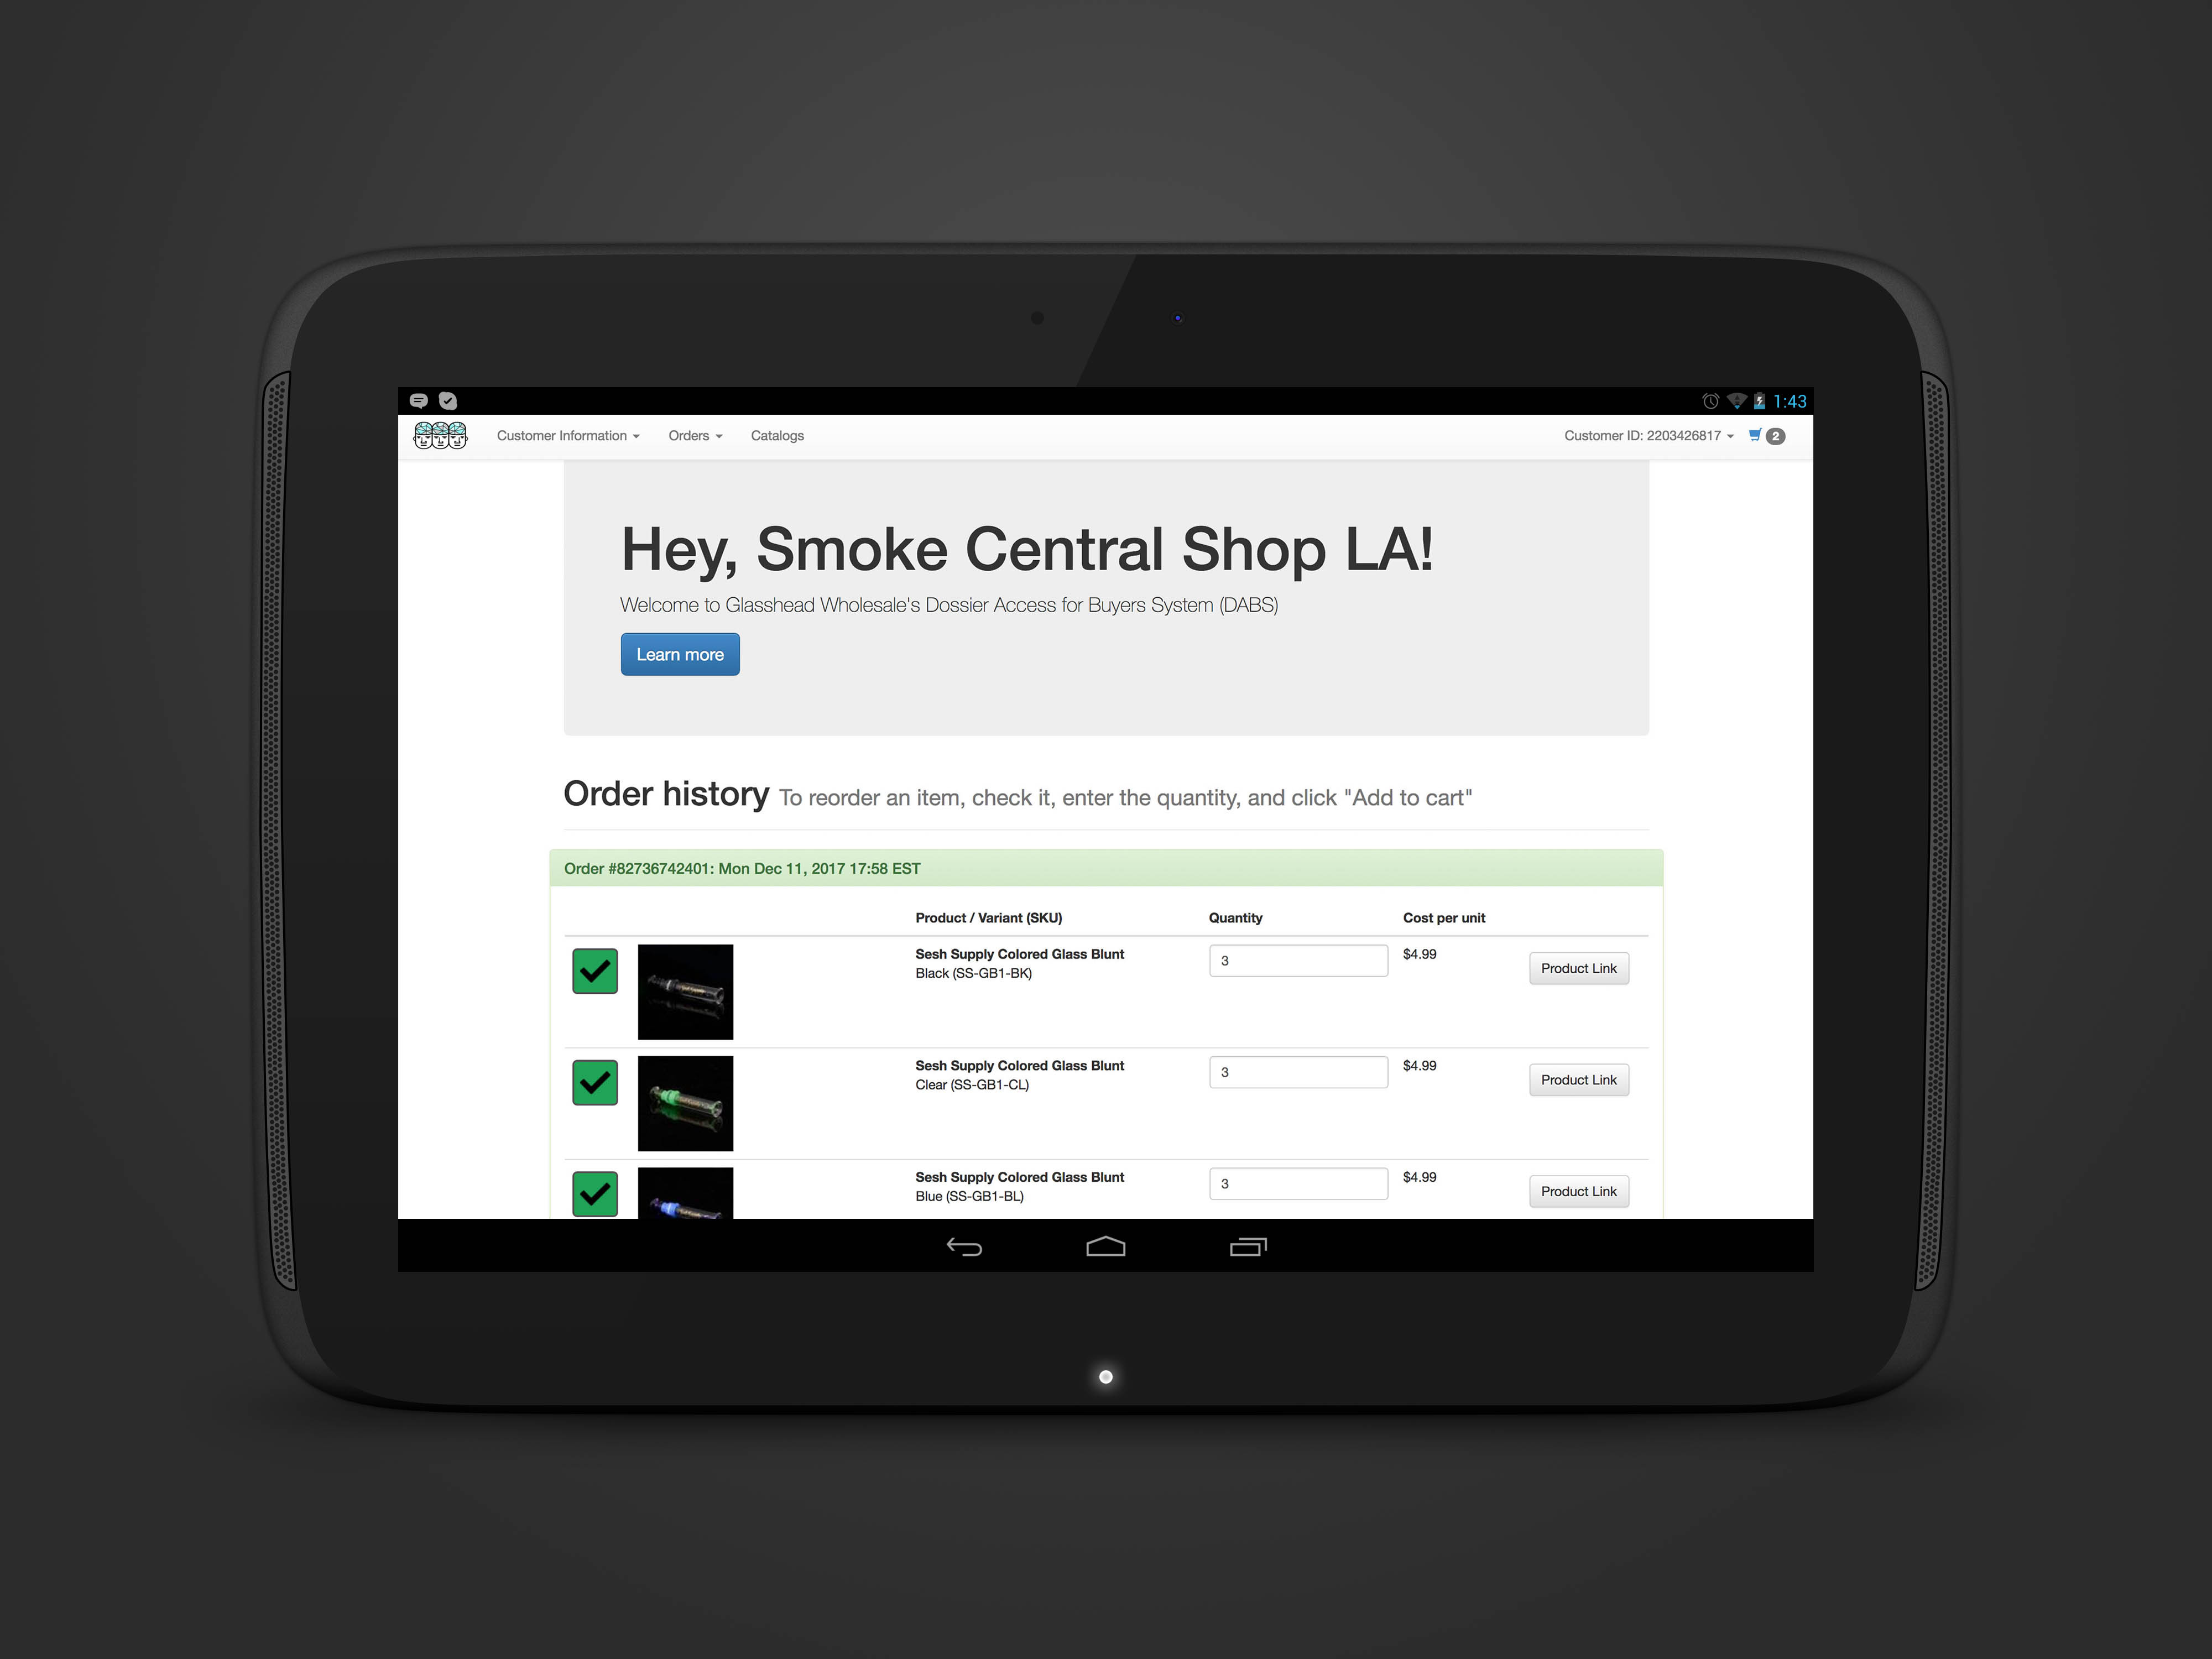 1:43
Customer Information Orders Catalogs Customer ID: 2203426817 2
Hey, Smoke Central Shop LA!
Welcome to Glasshead Wholesale's Dossier Access for Buyers System (DABS)
Learn more
Order history To reorder an item, check it, enter the quantity, and click "Add to cart"
Order #82736742401: Mon Dec 11, 2017 17:58 EST
Product / Variant (SKU) Quantity Cost per unit
Sesh Supply Colored Glass Blunt 3 $4.99 Product Link
Black (SS-GB1-BK)
Sesh Supply Colored Glass Blunt 3 $4.99 Product Link
Clear (SS-GB1-CL)
Sesh Supply Colored Glass Blunt 3 $4.99 Product Link
Blue (SS-GB1-BL)